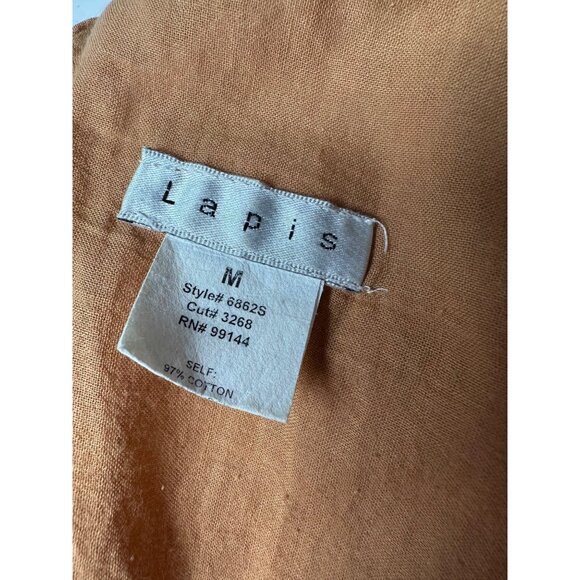 Lapis
M
Style# 6862S
Cut# 3268
RN# 99144
SELF:
97% COTTON